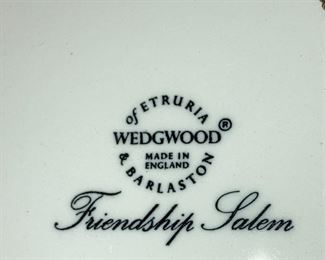 of ETRURIA
WEDGWOOD®
MADE IN
ENGLAND
& BARLASTON
Friendship Salem